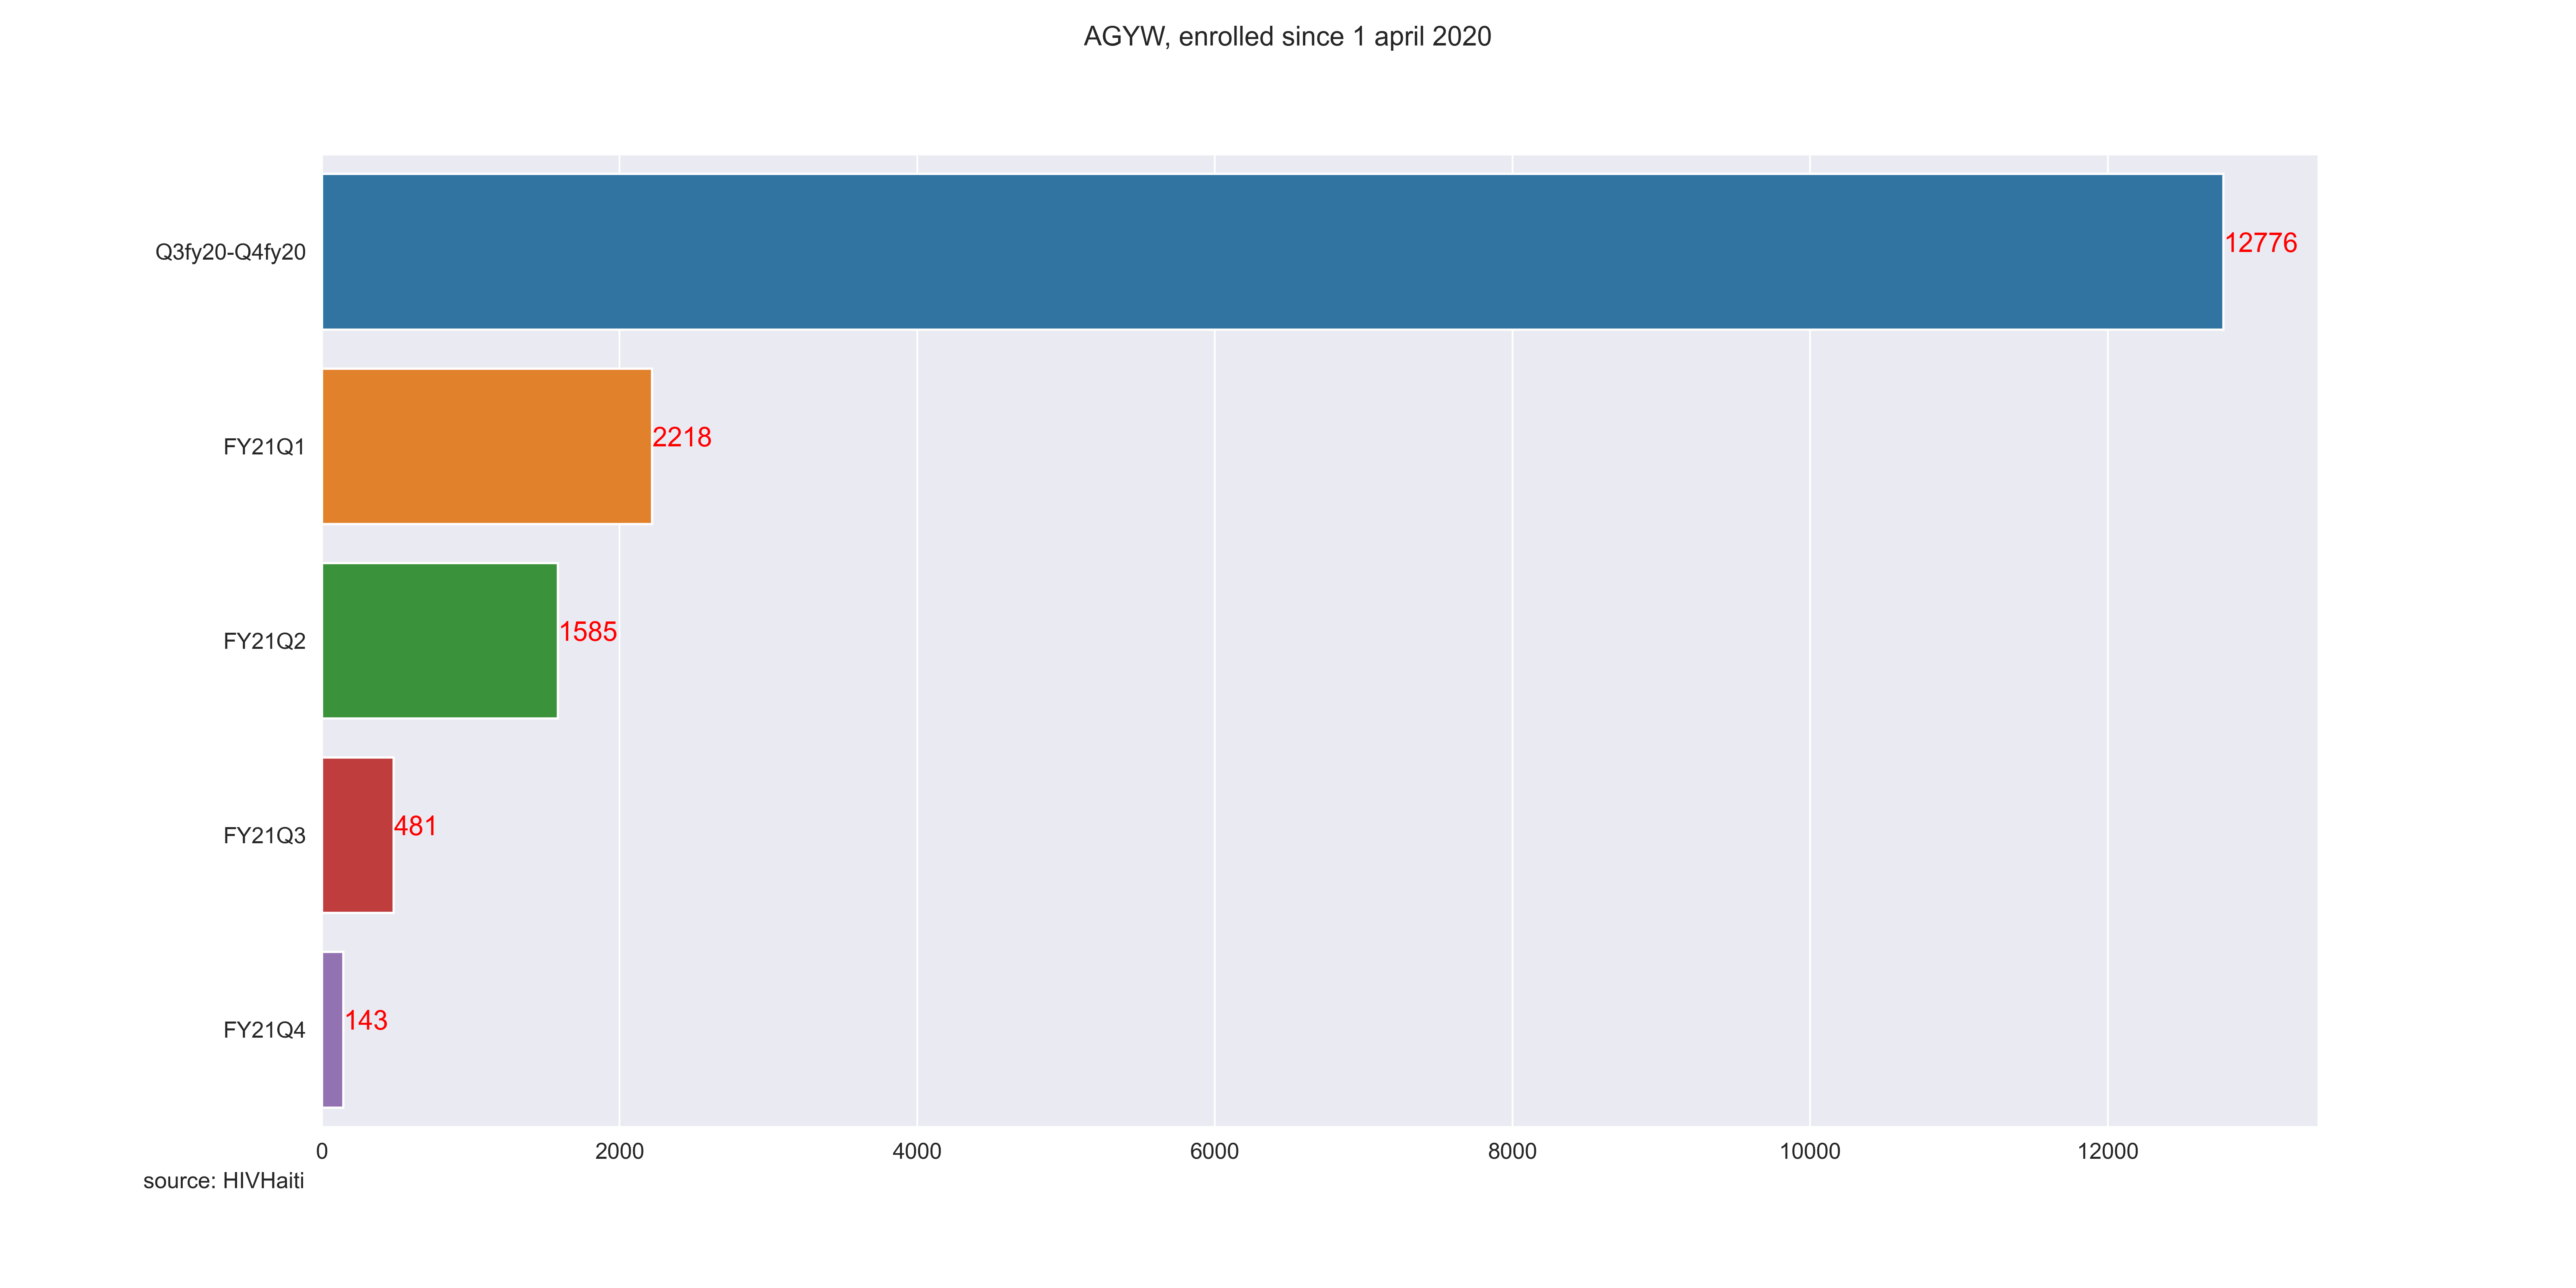 AGYW, enrolled since 1 april 2020
Q3fy20-Q4fy20
12776
FY21Q1
2218
FY21Q2
1585
FY21Q3
481
FY21Q4
143
0 2000 4000 6000 8000 10000 12000
source: HIVHaiti